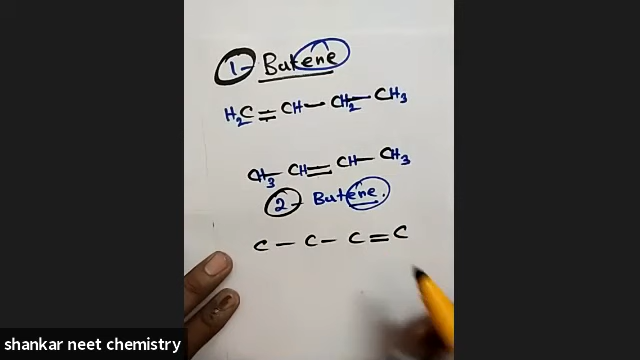 1- Butene
H2C=CH-CH2-CH3
CH3-CH=CH-CH3
2- Butene.
C-C-C=C
shankar neet chemistry